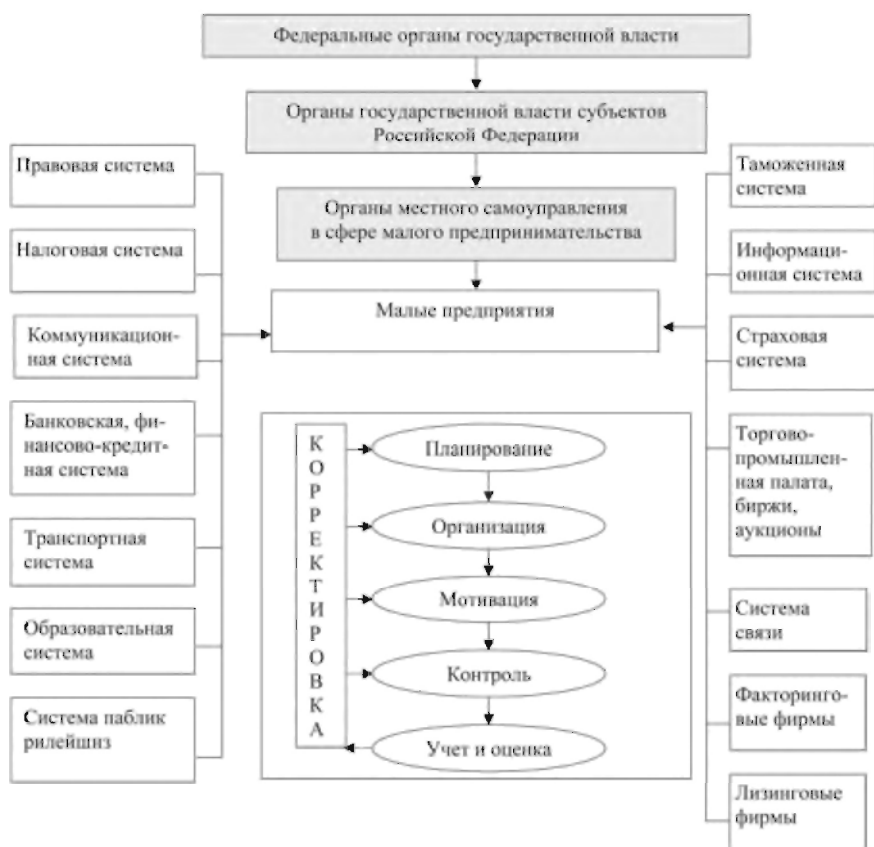 Федеральные органы государственной власти
Органы государственной власти субъектов
Российской Федерации
Органы местного самоуправления
в сфере малого предпринимательства
Малые предприятия
Правовая система
Налоговая система
Коммуникацион-
ная система
Банковская, фи-
нансово-кредит-
ная система
Транспортная
система
Образовательная
система
Система паблик
рилейшнз
К
О
Р
Р
Е
К
Т
И
Р
О
В
К
А
Планирование
Организация
Мотивация
Контроль
Учет и оценка
Таможенная
система
Информаци-
онная система
Страховая
система
Торгово-
промышлен-
ная палата,
биржи,
аукционы
Система
связи
Факторинго-
вые фирмы
Лизинговые
фирмы